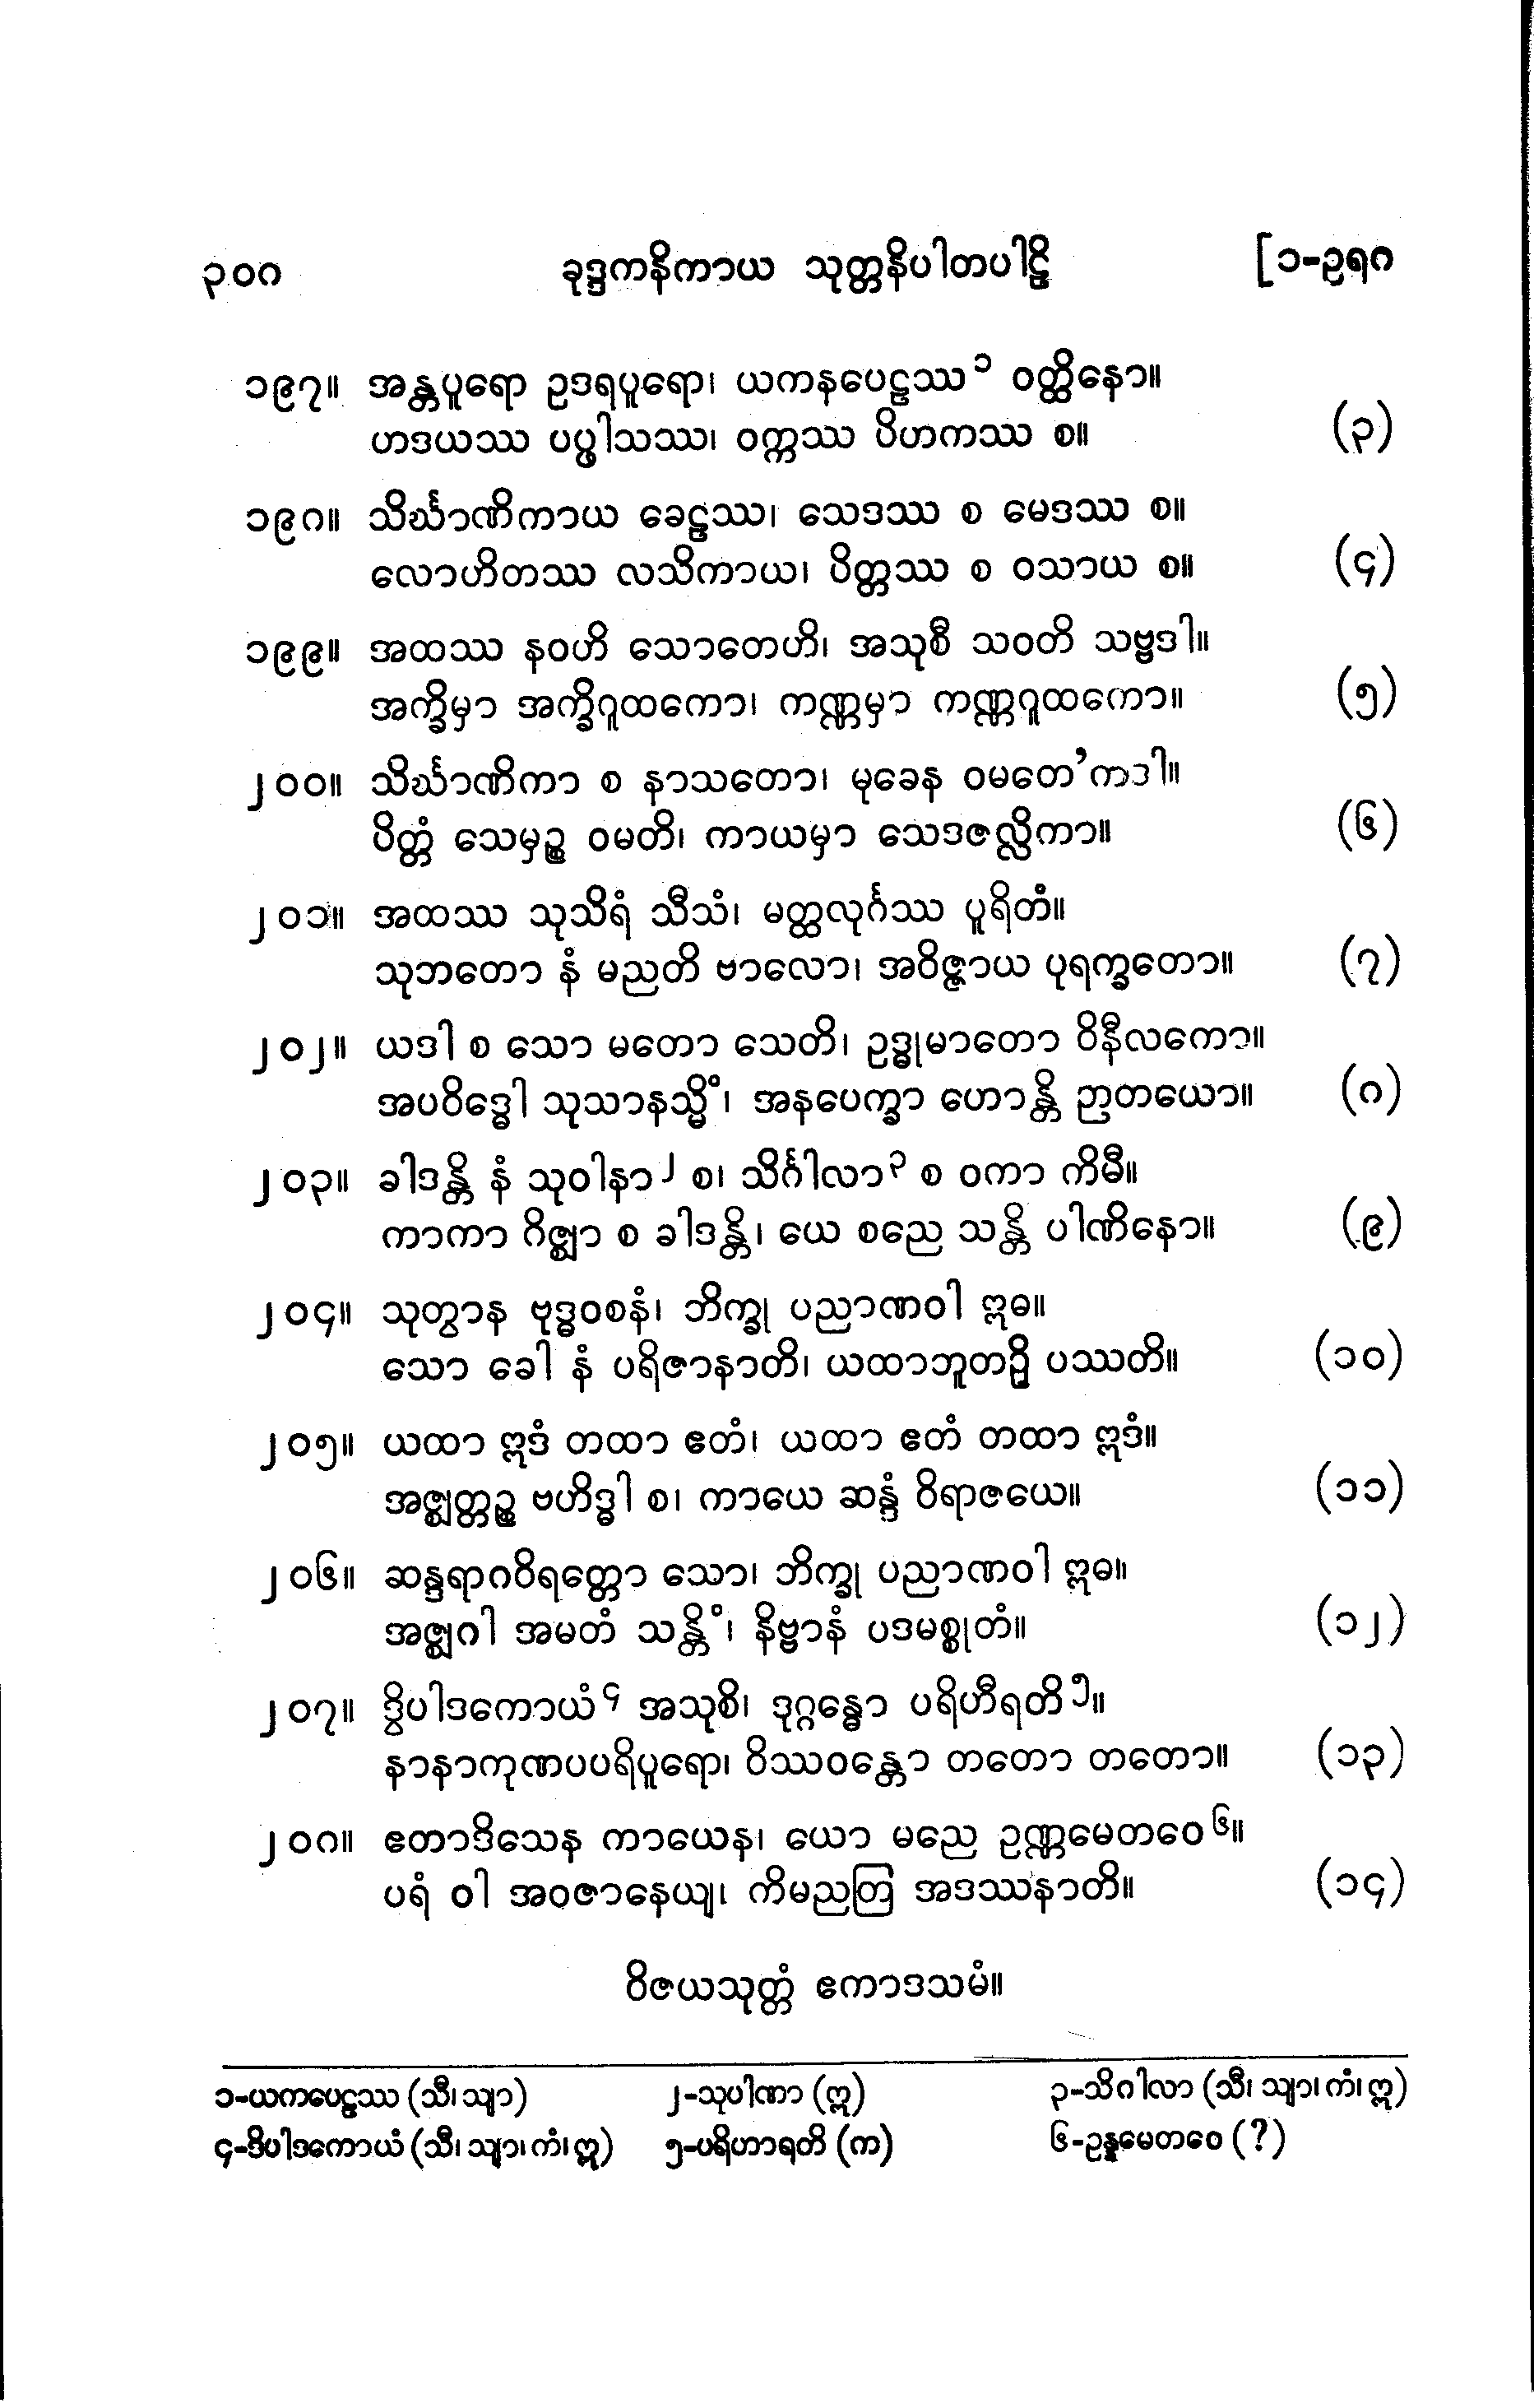 ၃၀၈ ခုဒ္ဒကနိကာယ သုတ္တနိပါတပါဠိ [၁-ဥရဂ
၁၉၇။ အန္တပူရော ဥဒရပူရော၊ ယကနပေဠဿ၁ ဝတ္ထိနော။
ဟဒယဿ ပပ္ဖါသဿ၊ ဝက္ကဿ ပိဟကဿ စ။ (၃)
၁၉၈။ သိင်္ဃာဏိကာယ ခေဠဿ၊ သေဒဿ စ မေဒဿ စ။
လောဟိတဿ လသိကာယ၊ ပိတ္တဿ စ ဝသာယ စ။ (၄)
၁၉၉။ အထဿ နဝဟိ သောတေဟိ၊ အသုစီ သဝတိ သဗ္ဗဒါ။
အက္ခိမှာ အက္ခိဂူထကော၊ ကဏ္ဏမှာ ကဏ္ဏဂူထကော။ (၅)
၂၀၀။ သိင်္ဃာဏိကာ စ နာသတော၊ မုခေန ဝမတေ’ကဒါ။
ပိတ္တံ သေမှဉ္စ ဝမတိ၊ ကာယမှာ သေဒဇလ္လိကာ။ (၆)
၂၀၁။ အထဿ သုသိရံ သီသံ၊ မတ္ထလုင်္ဂဿ ပူရိတံ။
သုဘတော နံ မညတိ ဗာလော၊ အဝိဇ္ဇာယ ပုရက္ခတော။ (၇)
၂၀၂။ ယဒါ စ သော မတော သေတိ၊ ဥဒ္ဓုမာတော ဝိနီလကော။
အပဝိဒ္ဓေါ သုသာနသ္မိံ၊ အနပေက္ခာ ဟောန္တိ ဉာတယော။ (၈)
၂၀၃။ ခါဒန္တိ နံ သုဝါနာ၂ စ၊ သိင်္ဂါလာ၃ စ ဝကာ ကိမီ။
ကာကာ ဂိဇ္ဈာ စ ခါဒန္တိ၊ ယေ စညေ သန္တိ ပါဏိနော။ (၉)
၂၀၄။ သုတွာန ဗုဒ္ဓဝစနံ၊ ဘိက္ခု ပညာဏဝါ ဣဓ။
သော ခေါ နံ ပရိဇာနာတိ၊ ယထာဘူတဉှိ ပဿတိ။ (၁၀)
၂၀၅။ ယထာ ဣဒံ တထာ ဧတံ၊ ယထာ ဧတံ တထာ ဣဒံ။
အဇ္ဈတ္တဉ္စ ဗဟိဒ္ဓါ စ၊ ကာယေ ဆန္ဒံ ဝိရာဇယေ။ (၁၁)
၂၀၆။ ဆန္ဒရာဂဝိရတ္တော သော၊ ဘိက္ခု ပညာဏဝါ ဣဓ။
အဇ္ဈဂါ အမတံ သန္တိံ၊ နိဗ္ဗာနံ ပဒမစ္စုတံ။ (၁၂)
၂၀၇။ ဒွိပါဒကောယံ၄ အသုစိ၊ ဒုဂ္ဂန္ဓော ပရိဟီရတိ၅။
နာနာကုဏပပရိပူရော၊ ဝိဿဝန္တော တတော တတော။ (၁၃)
၂၀၈။ ဧတာဒိသေန ကာယေန၊ ယော မညေ ဥဏ္ဏမေတဝေ၆။
ပရံ ဝါ အဝဇာနေယျ၊ ကိမညတြ အဒဿနာတိ။ (၁၄)
ဝိဇယသုတ္တံ ဧကာဒသမံ။
၁-ယကပေဠဿ (သီ၊ သျာ) ၂-သုပါဏာ (ဣ) ၃-သိဂါလာ (သီ၊ သျာ၊ ကံ၊ ဣ)
၄-ဒိပါဒကောယံ (သီ၊ သျာ၊ ကံ၊ ဣ) ၅-ပရိဟာရတိ (က) ၆-ဥန္နမေတဝေ (?)